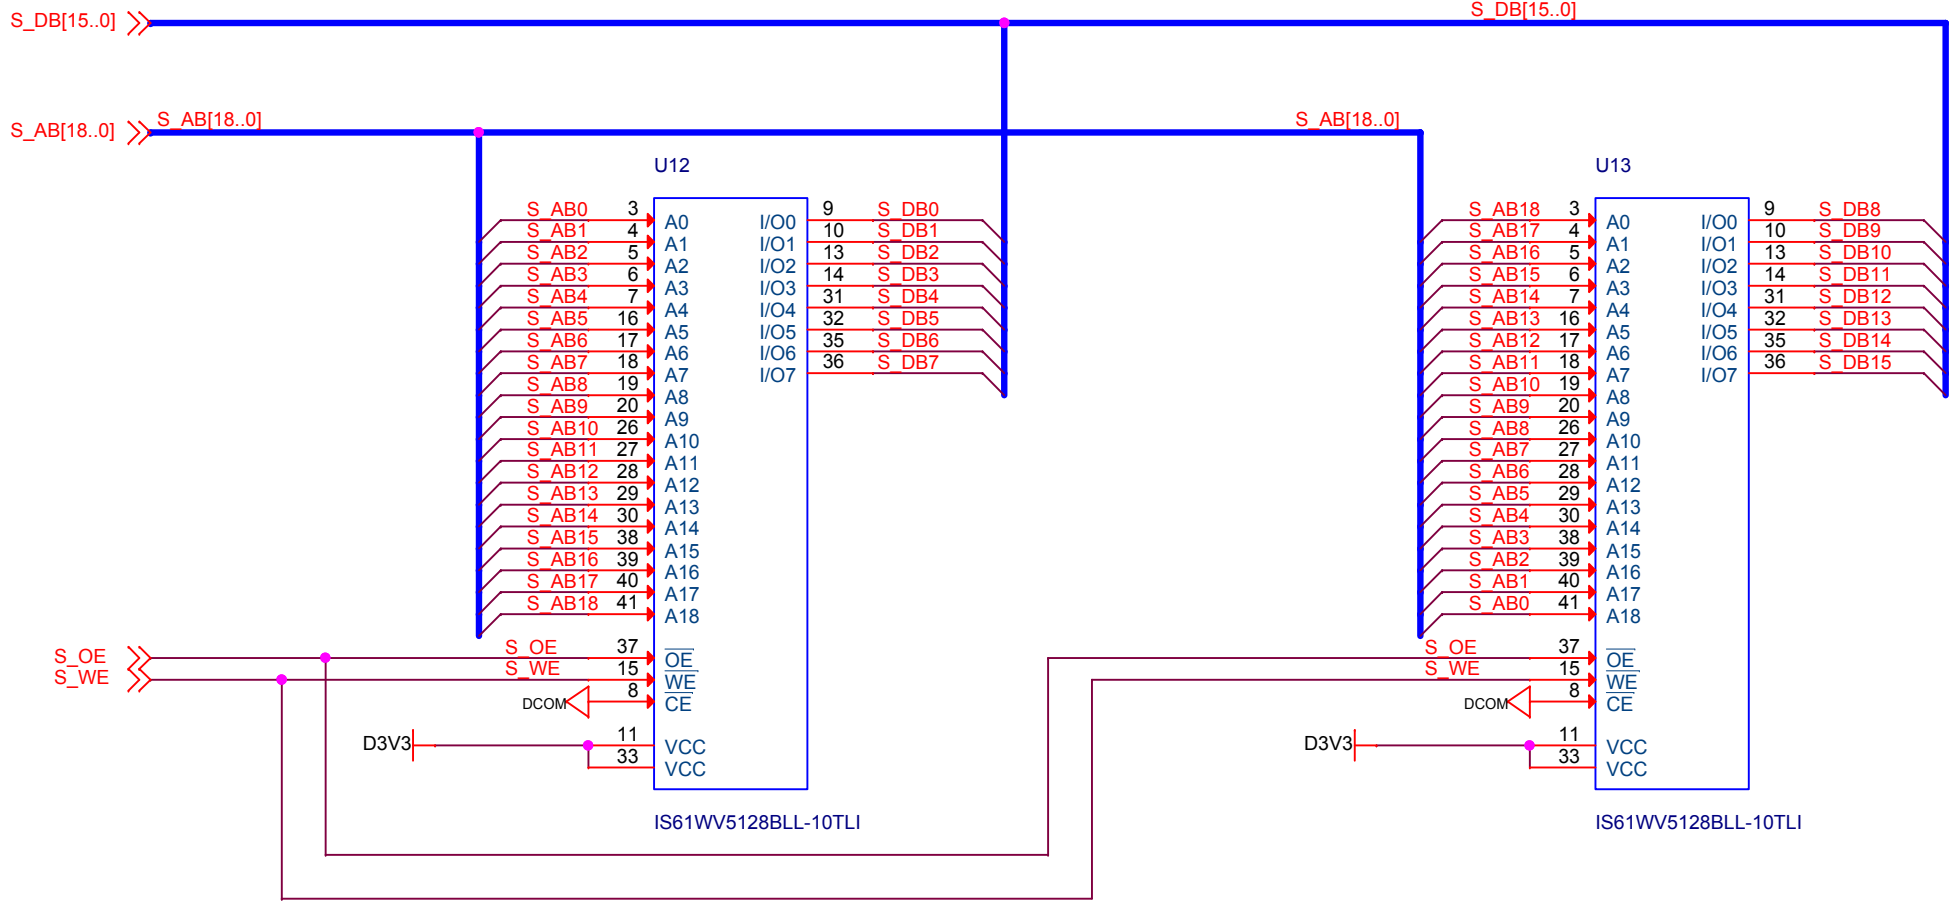 S_DB[15..0]
S_DB[15..0]
S_AB[18..0]
S_AB[18..0]
S_AB[18..0]
U12
S_AB0 3 A0 I/O0 9 S_DB0
S_AB1 4 A1 I/O1 10 S_DB1
S_AB2 5 A2 I/O2 13 S_DB2
S_AB3 6 A3 I/O3 14 S_DB3
S_AB4 7 A4 I/O4 31 S_DB4
S_AB5 16 A5 I/O5 32 S_DB5
S_AB6 17 A6 I/O6 35 S_DB6
S_AB7 18 A7 I/O7 36 S_DB7
S_AB8 19 A8
S_AB9 20 A9
S_AB10 26 A10
S_AB11 27 A11
S_AB12 28 A12
S_AB13 29 A13
S_AB14 30 A14
S_AB15 38 A15
S_AB16 39 A16
S_AB17 40 A17
S_AB18 41 A18
S_OE S_OE 37 OE
S_WE S_WE 15 WE
DCOM 8 CE
D3V3 11 VCC
33 VCC
IS61WV5128BLL-10TLI
U13
S_AB18 3 A0 I/O0 9 S_DB8
S_AB17 4 A1 I/O1 10 S_DB9
S_AB16 5 A2 I/O2 13 S_DB10
S_AB15 6 A3 I/O3 14 S_DB11
S_AB14 7 A4 I/O4 31 S_DB12
S_AB13 16 A5 I/O5 32 S_DB13
S_AB12 17 A6 I/O6 35 S_DB14
S_AB11 18 A7 I/O7 36 S_DB15
S_AB10 19 A8
S_AB9 20 A9
S_AB8 26 A10
S_AB7 27 A11
S_AB6 28 A12
S_AB5 29 A13
S_AB4 30 A14
S_AB3 38 A15
S_AB2 39 A16
S_AB1 40 A17
S_AB0 41 A18
S_OE 37 OE
S_WE 15 WE
DCOM 8 CE
D3V3 11 VCC
33 VCC
IS61WV5128BLL-10TLI